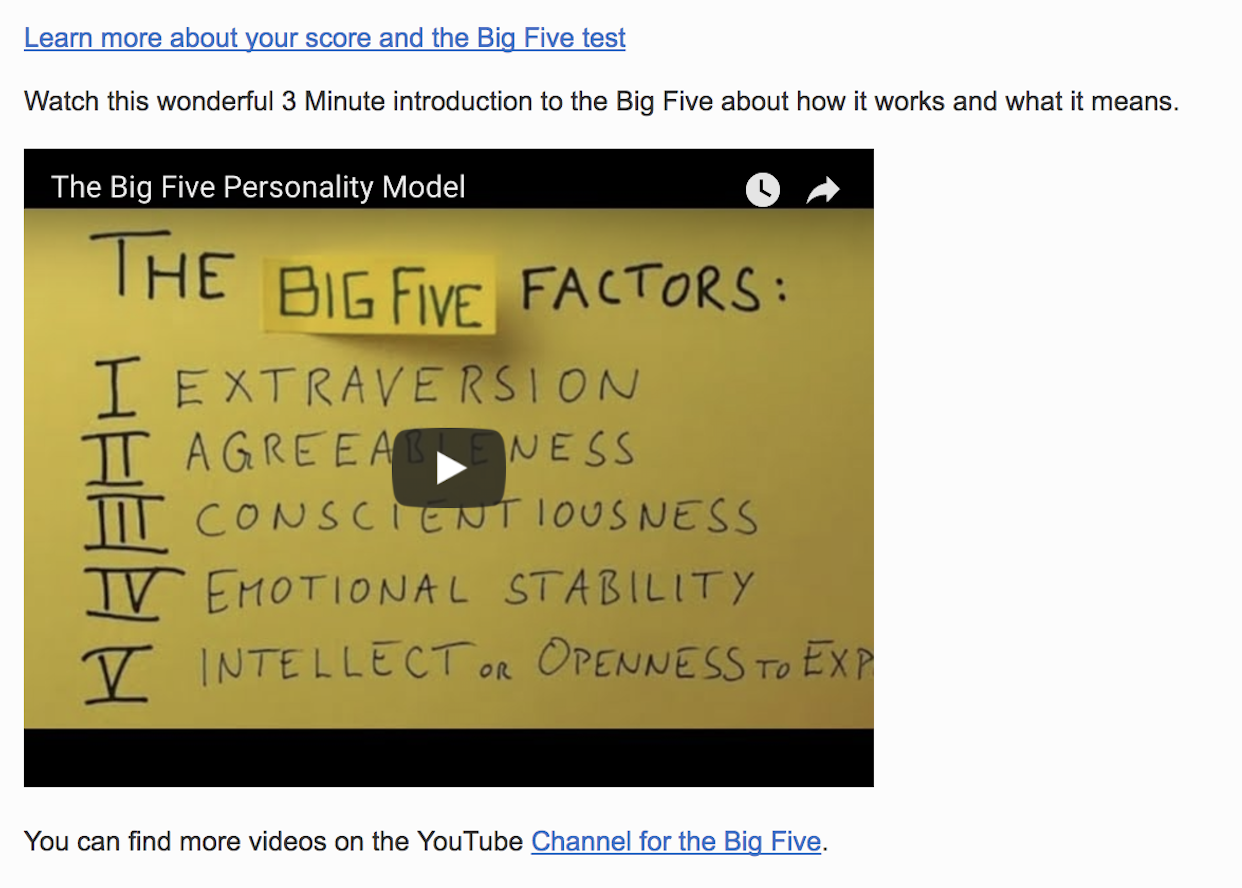 Learn more about your score and the Big Five test
Watch this wonderful 3 Minute introduction to the Big Five about how it works and what it means.
The Big Five Personality Model
THE BIG FIVE FACTORS:
I EXTRAVERSION
II AGREEABLENESS
III CONSCIENTIOUSNESS
IV EMOTIONAL STABILITY
V INTELLECT OR OPENNESS TO EXP
You can find more videos on the YouTube Channel for the Big Five.